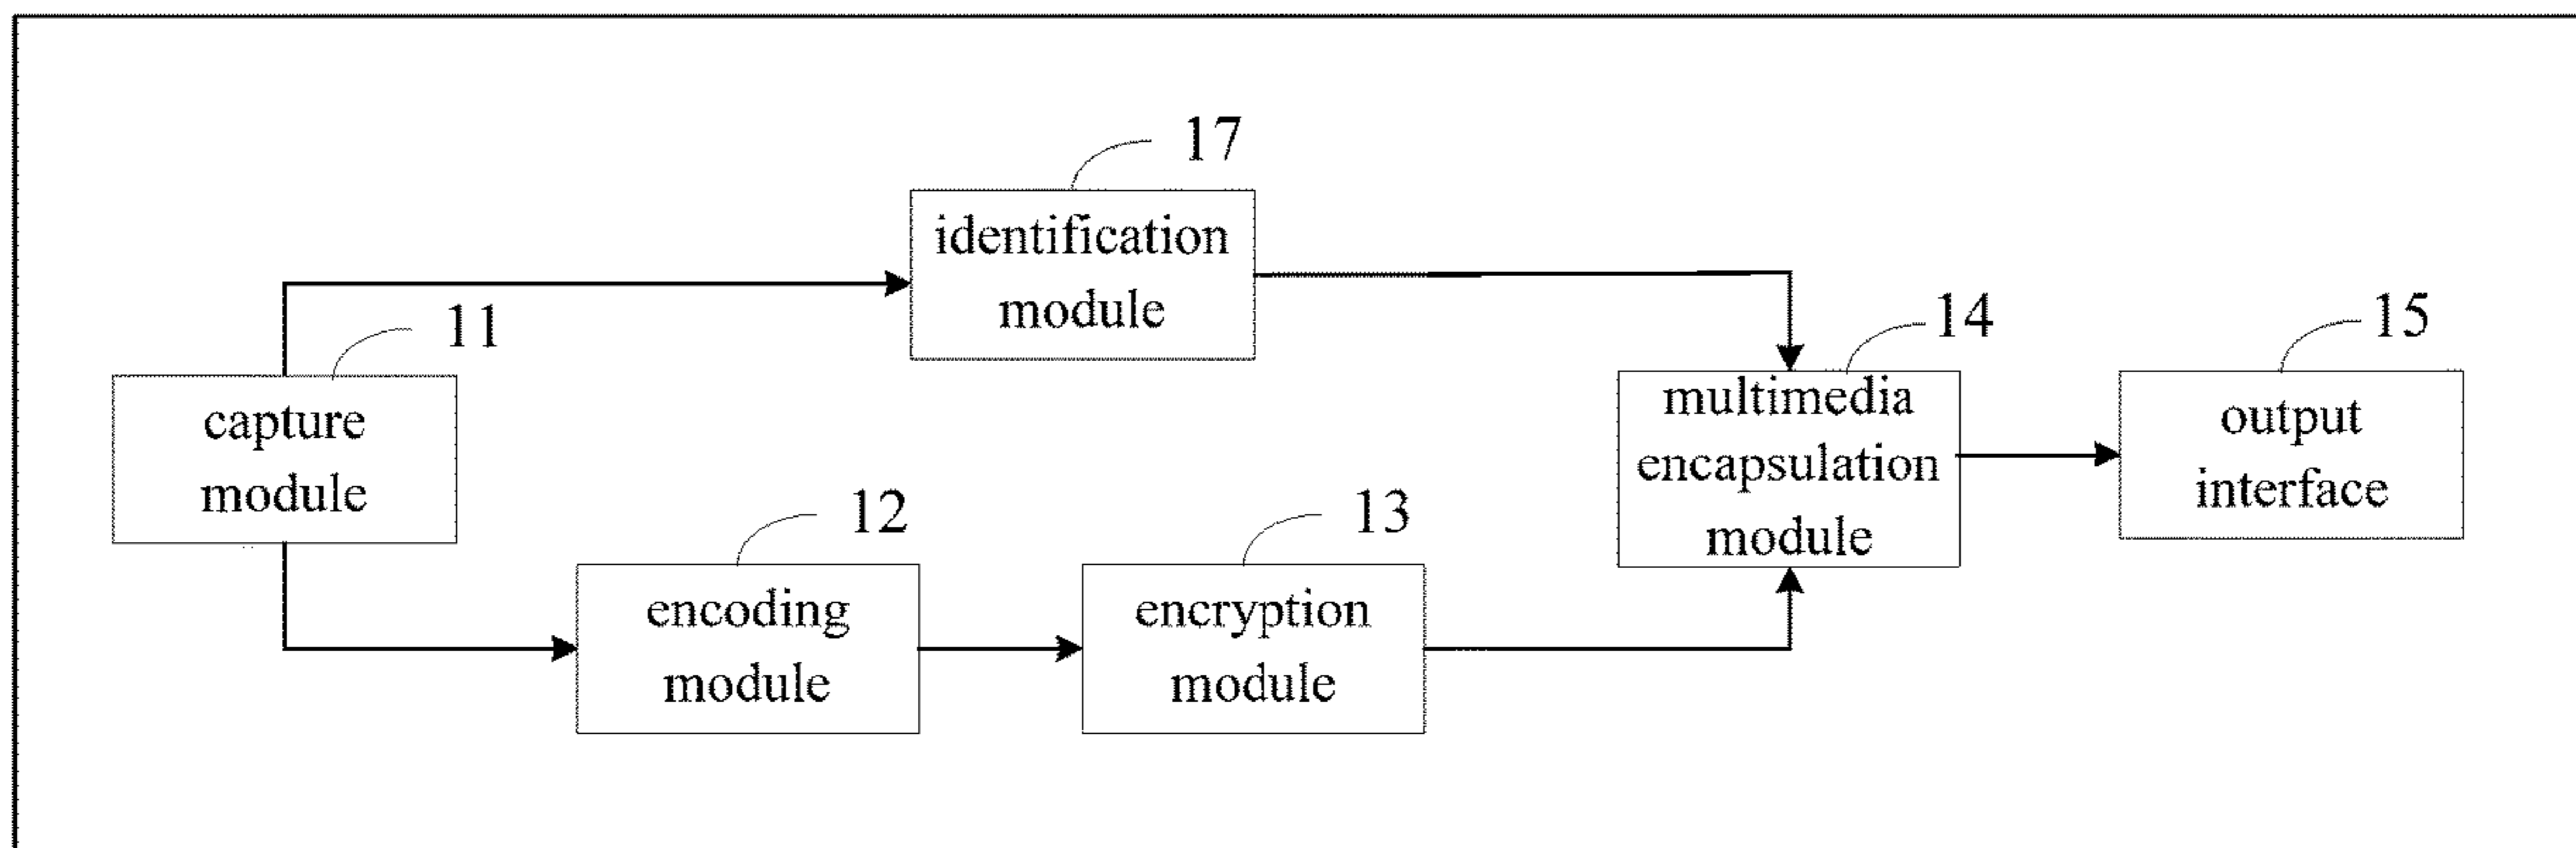 17
identification
module
11
capture
module
12
encoding
module
13
encryption
module
14
multimedia
encapsulation
module
15
output
interface